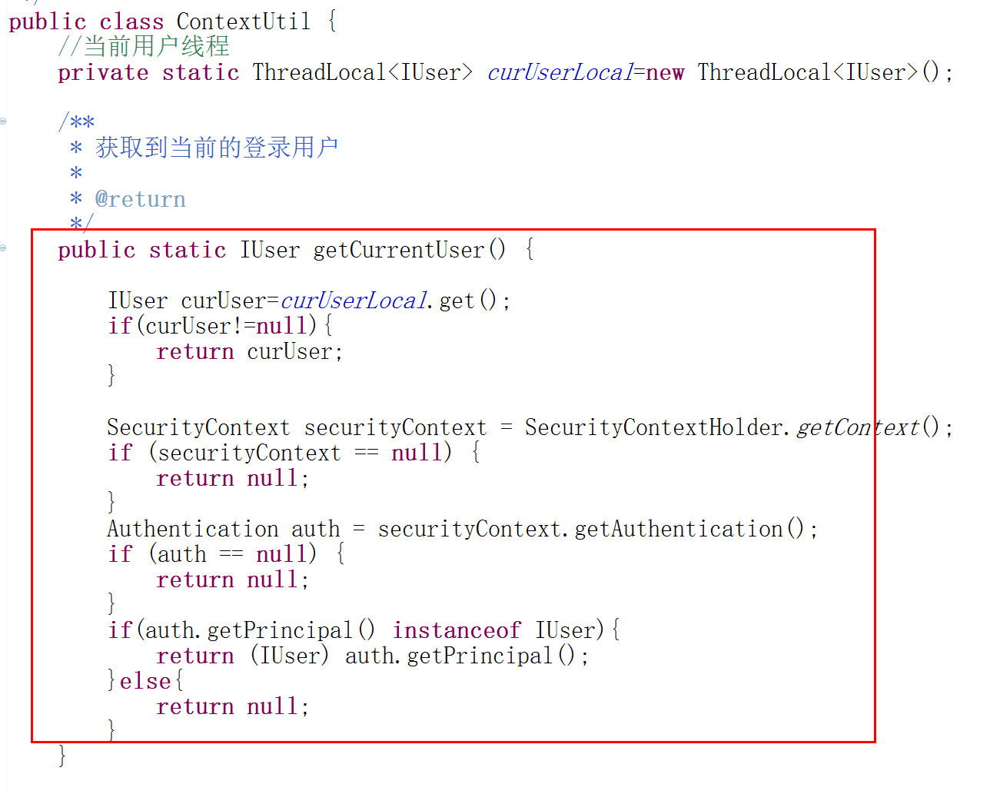 */
public class ContextUtil {
//当前用户线程
private static ThreadLocal<IUser> curUserLocal=new ThreadLocal<IUser>();
/**
* 获取到当前的登录用户
*
* @return
*/
public static IUser getCurrentUser() {
IUser curUser=curUserLocal.get();
if(curUser!=null){
return curUser;
}
SecurityContext securityContext = SecurityContextHolder.getContext();
if (securityContext == null) {
return null;
}
Authentication auth = securityContext.getAuthentication();
if (auth == null) {
return null;
}
if(auth.getPrincipal() instanceof IUser){
return (IUser) auth.getPrincipal();
}else{
return null;
}
}